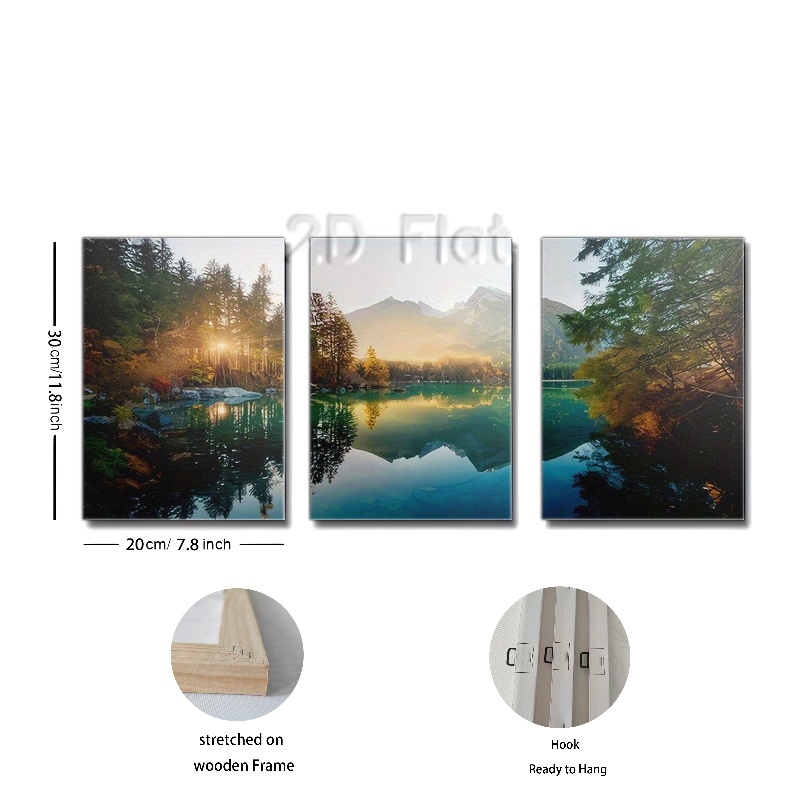 2D Flat
30cm/11.8inch
20cm/ 7.8 inch
stretched on
wooden Frame
Hook
Ready to Hang